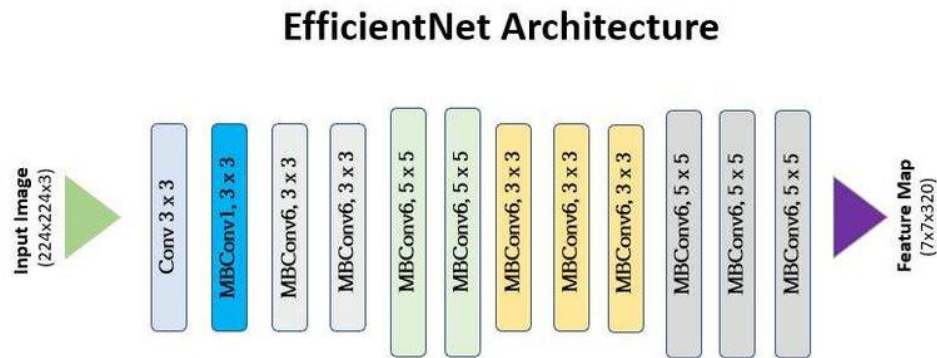 EfficientNet Architecture
Input Image
(224x224x3)
Conv 3 x 3
MBConv1, 3 x 3
MBConv6, 3 x 3
MBConv6, 3 x 3
MBConv6, 5 x 5
MBConv6, 5 x 5
MBConv6, 3 x 3
MBConv6, 3 x 3
MBConv6, 3 x 3
MBConv6, 5 x 5
MBConv6, 5 x 5
MBConv6, 5 x 5
Feature Map
(7x7x320)